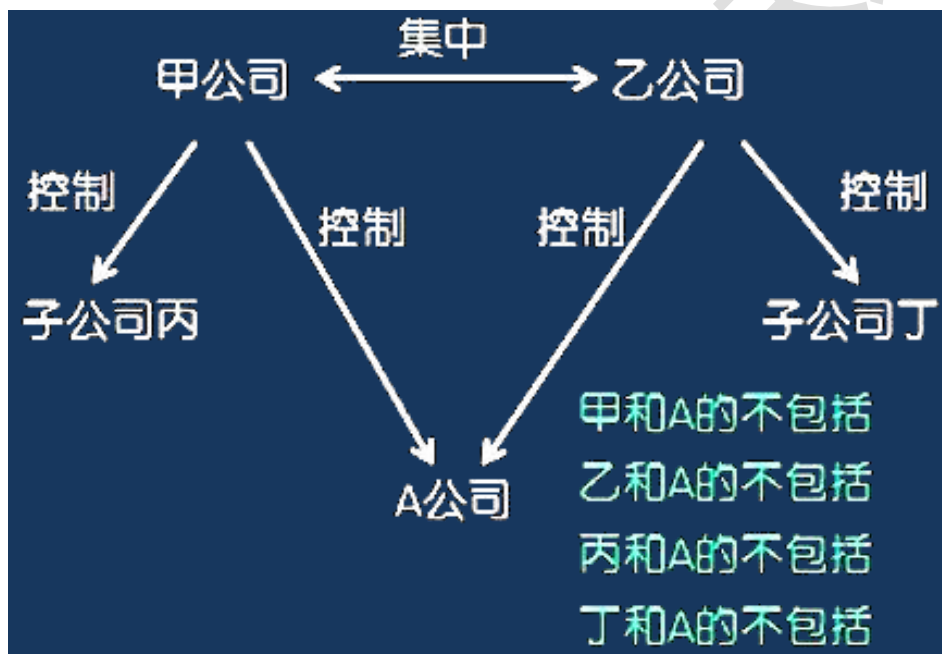 集中
甲公司
乙公司
控制
控制
控制
控制
子公司丙
子公司丁
甲和A的不包括
A公司
乙和A的不包括
丙和A的不包括
丁和A的不包括